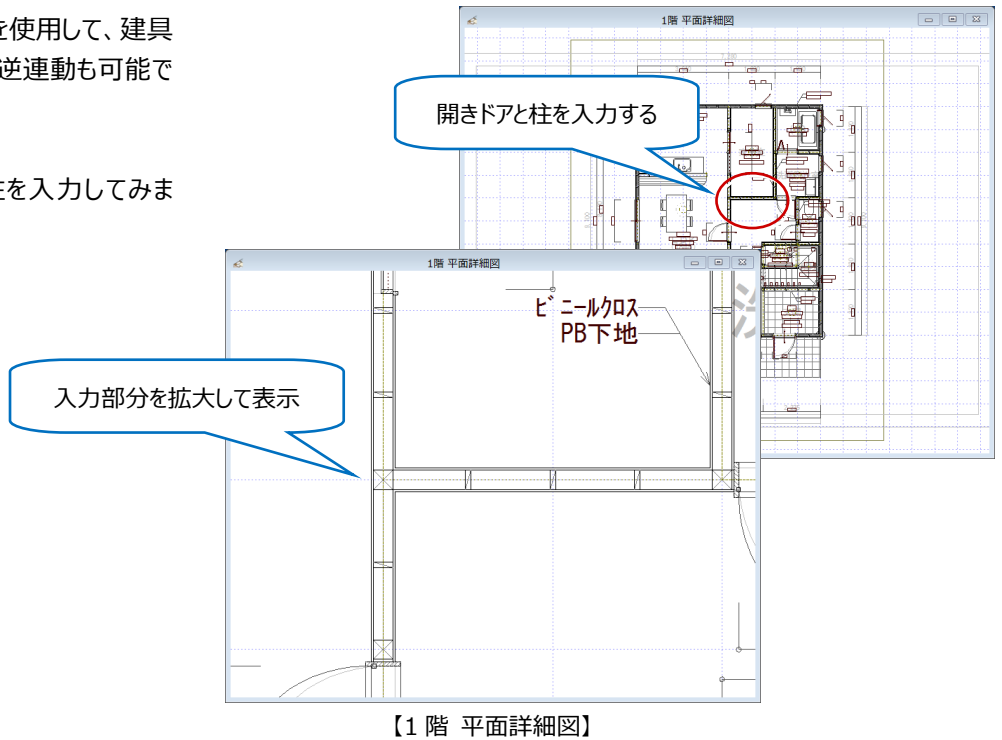 を使用して、建具
逆連動も可能で
柱を入力してみま
1階 平面詳細図
開きドアと柱を入力する
1階 平面詳細図
ビニールクロス
PB下地
入力部分を拡大して表示
【1 階 平面詳細図】